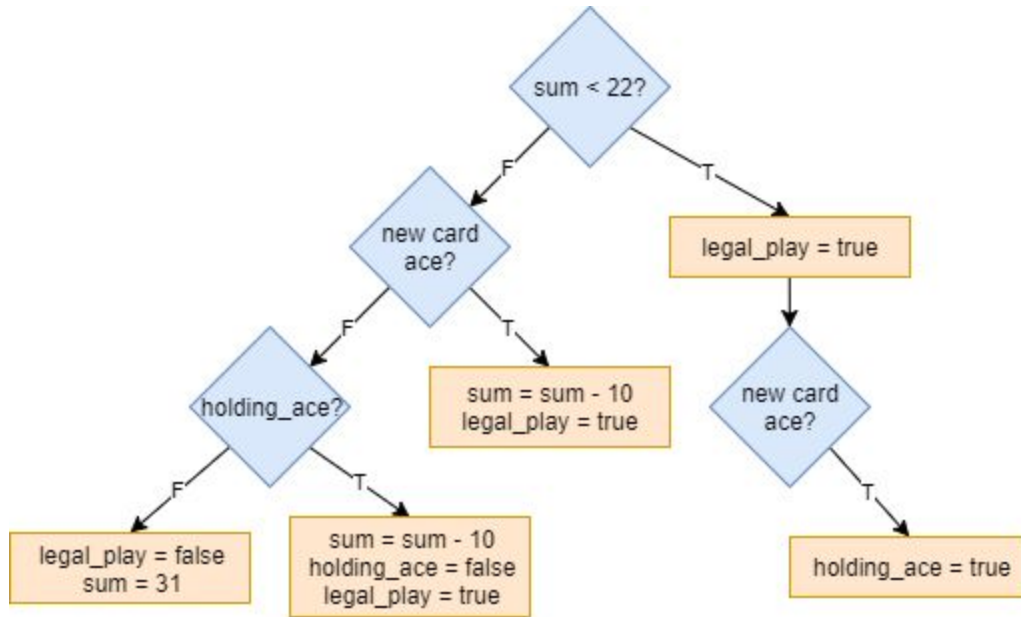 sum < 22?
F
T
new card
ace?
legal_play = true
F
T
holding_ace?
sum = sum - 10
legal_play = true
new card
ace?
F
T
T
legal_play = false
sum = 31
sum = sum - 10
holding_ace = false
legal_play = true
holding_ace = true